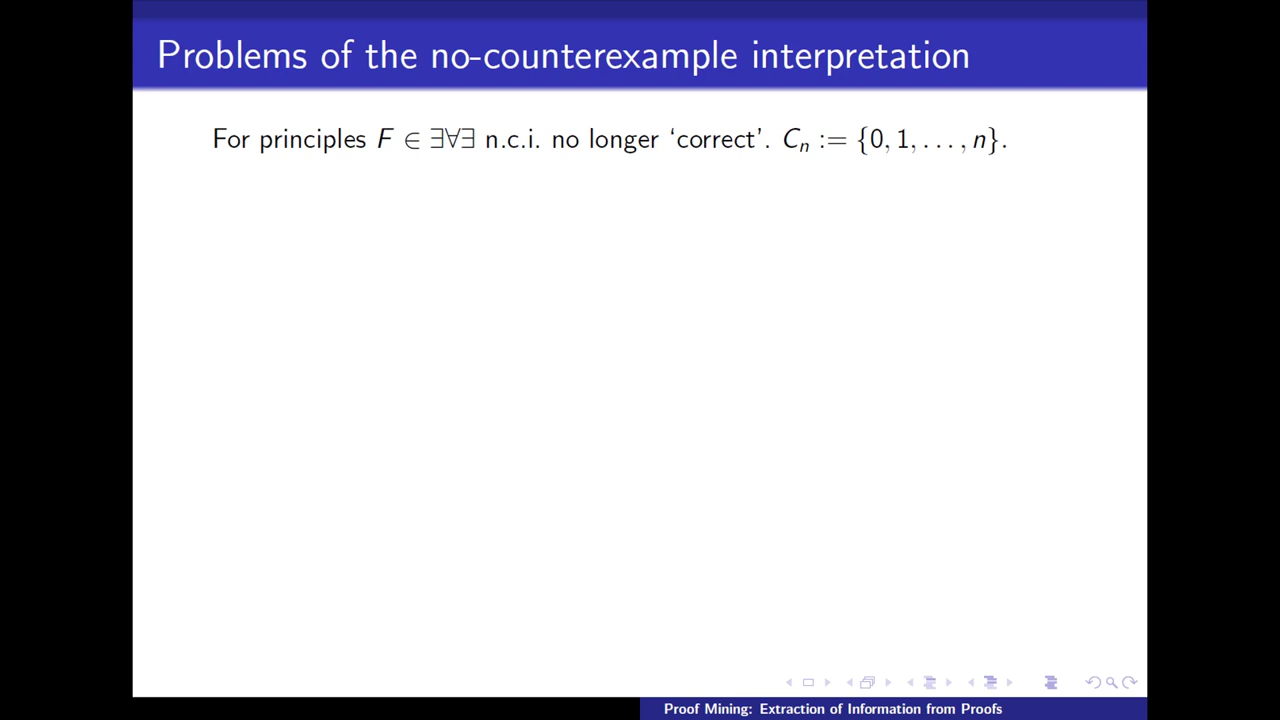 Problems of the no-counterexample interpretation
For principles F ∈ ∃∀∃ n.c.i. no longer ‘correct’. Cₙ := {0, 1, . . . , n}.
Proof Mining: Extraction of Information from Proofs